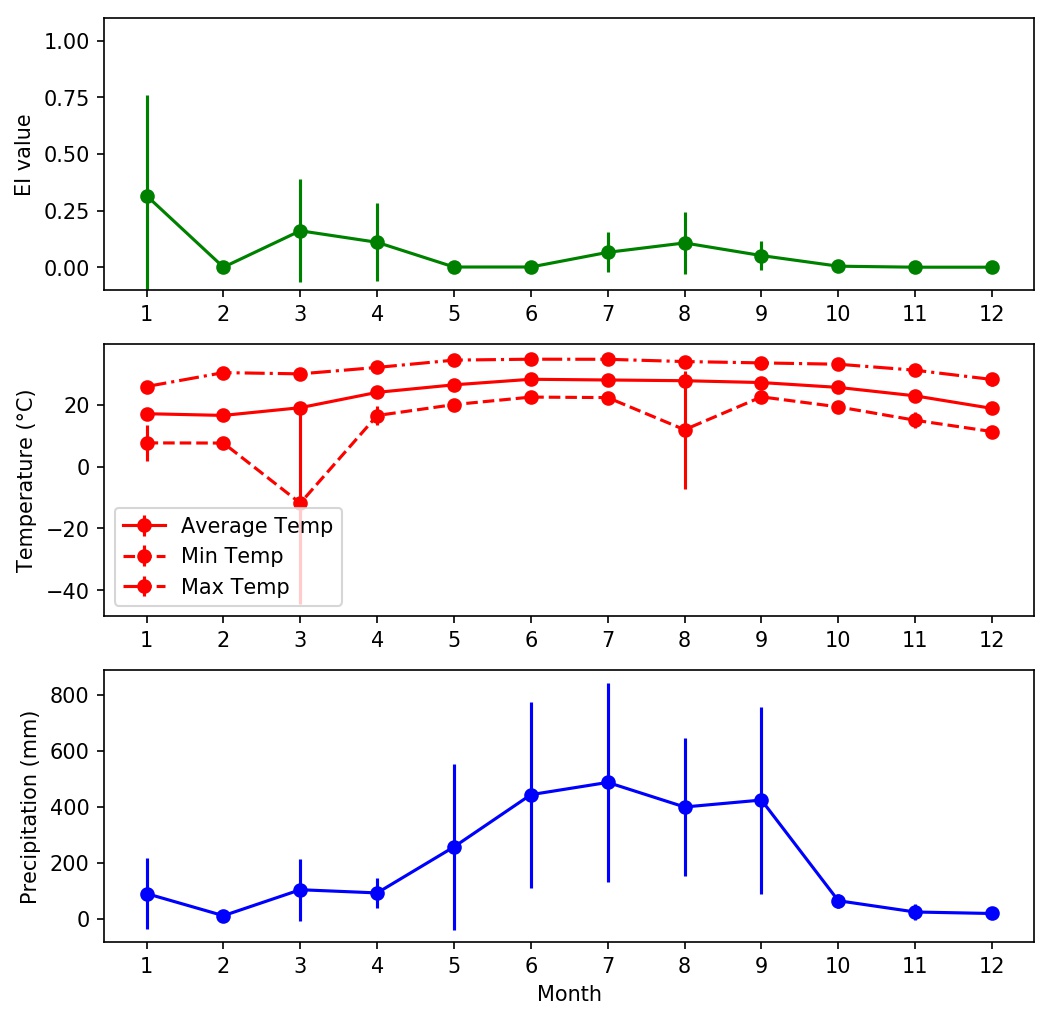 EI value
1.00
0.75
0.50
0.25
0.00
1 2 3 4 5 6 7 8 9 10 11 12
Temperature (°C)
20
0
−20
−40
Average Temp
Min Temp
Max Temp
1 2 3 4 5 6 7 8 9 10 11 12
Precipitation (mm)
800
600
400
200
0
1 2 3 4 5 6 7 8 9 10 11 12
Month